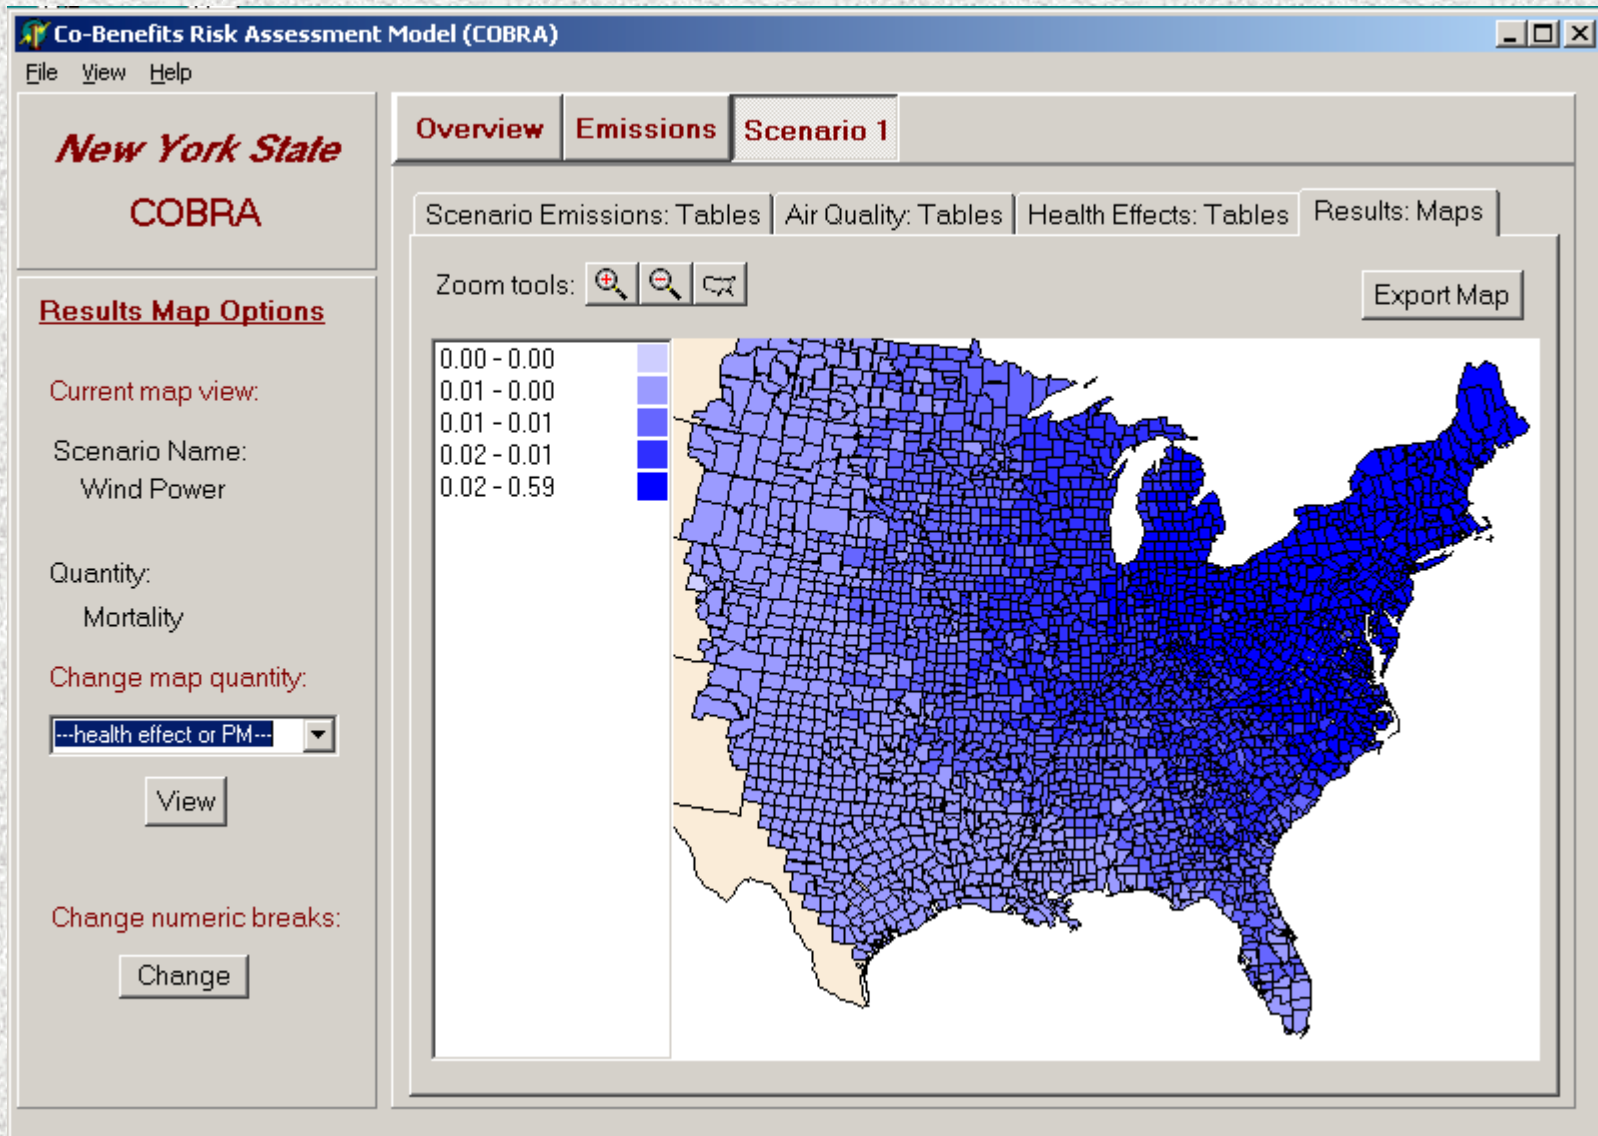 Co-Benefits Risk Assessment Model (COBRA)
File View Help
New York State
COBRA
Results Map Options
Current map view:
Scenario Name:
Wind Power
Quantity:
Mortality
Change map quantity:
---health effect or PM---
View
Change numeric breaks:
Change
Overview Emissions Scenario 1
Scenario Emissions: Tables Air Quality: Tables Health Effects: Tables Results: Maps
Zoom tools:
Export Map
0.00 - 0.00
0.01 - 0.00
0.01 - 0.01
0.02 - 0.01
0.02 - 0.59